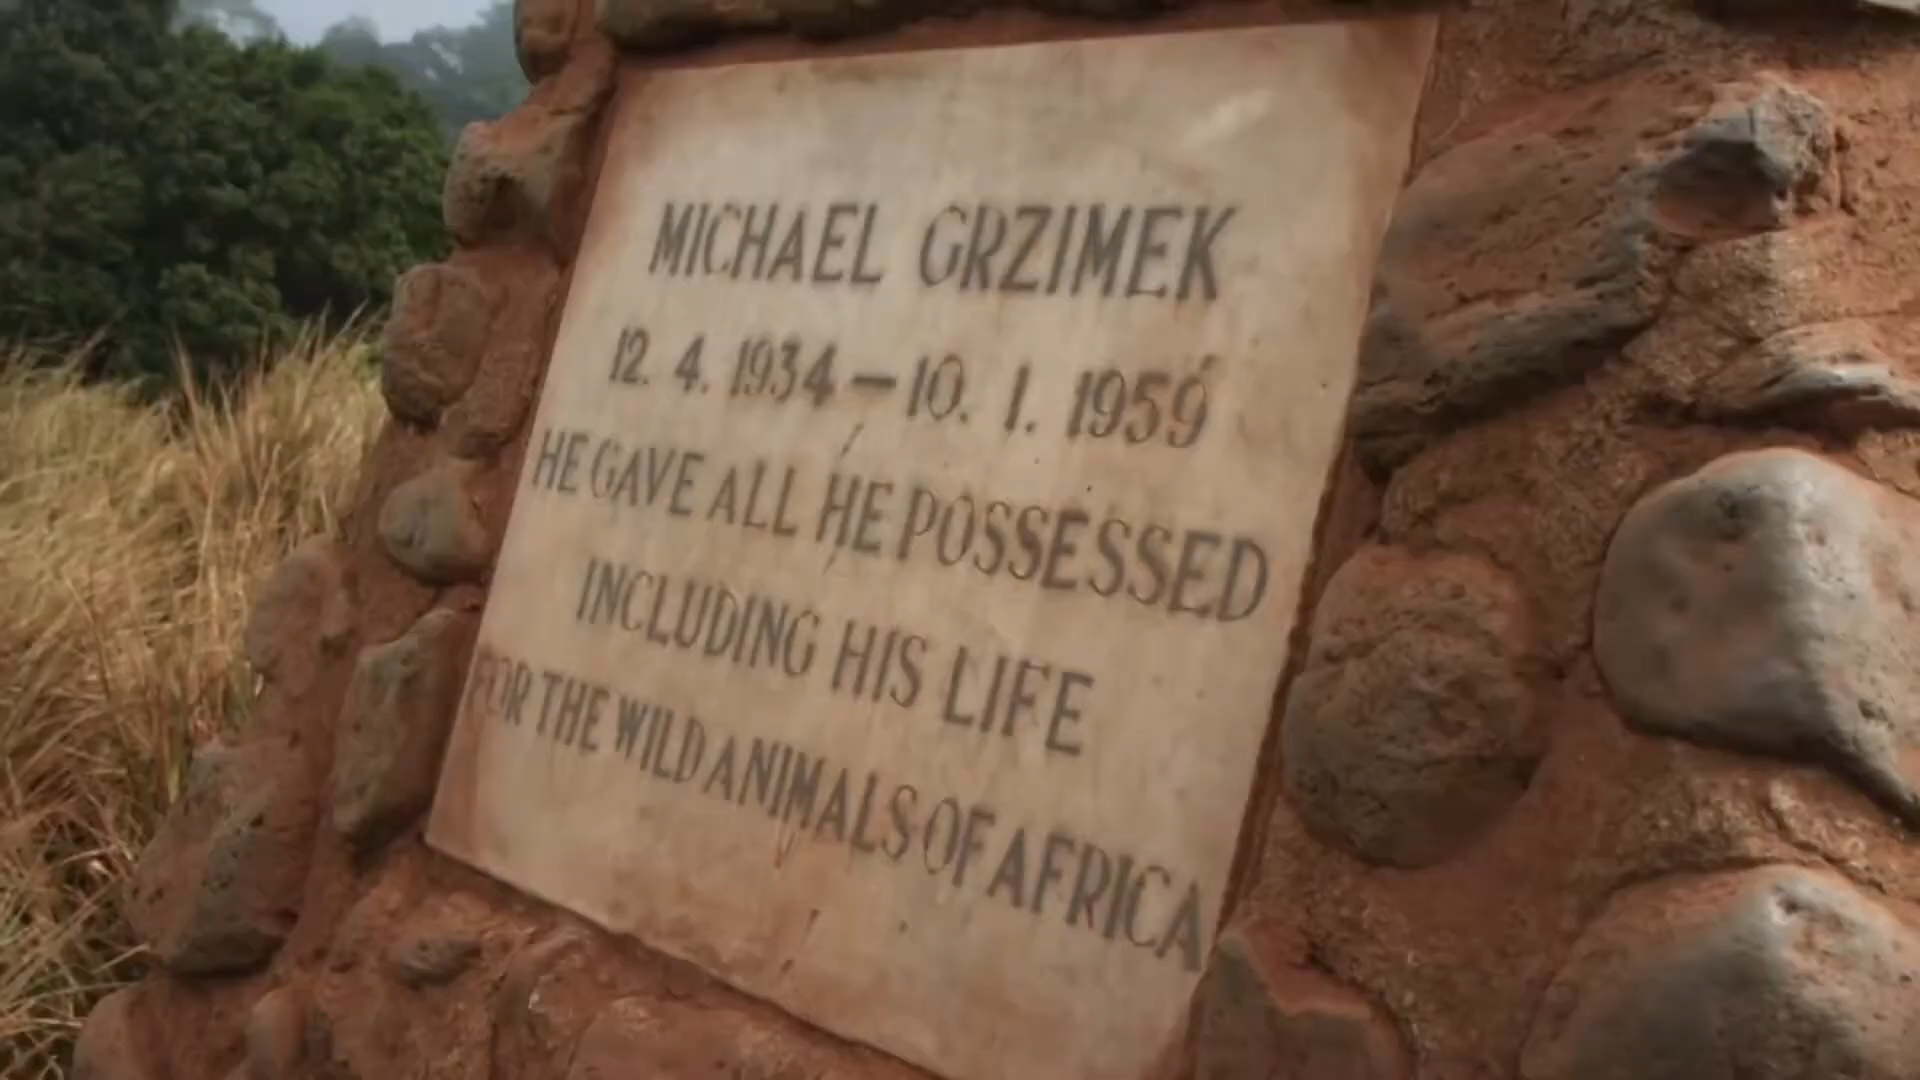 MICHAEL GRZIMEK
12. 4. 1934 – 10. 1. 1959
HE GAVE ALL HE POSSESSED
INCLUDING HIS LIFE
FOR THE WILD ANIMALS OF AFRICA